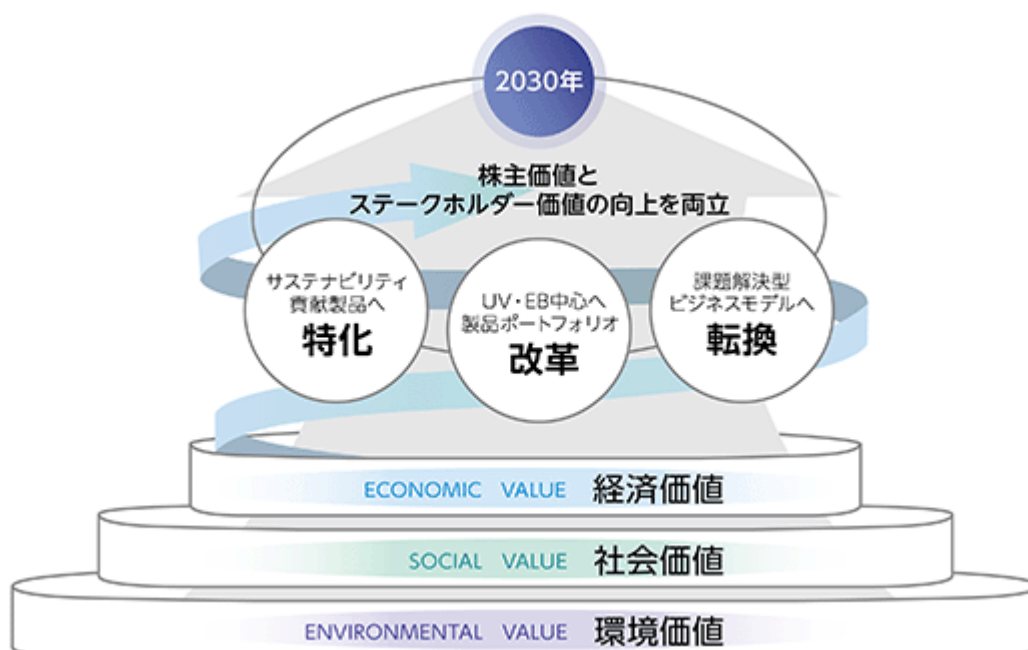 2030年
株主価値と
ステークホルダー価値の向上を両立
サステナビリティ
貢献製品へ
特化
UV・EB中心へ
製品ポートフォリオ
改革
課題解決型
ビジネスモデルへ
転換
ECONOMIC VALUE 経済価値
SOCIAL VALUE 社会価値
ENVIRONMENTAL VALUE 環境価値